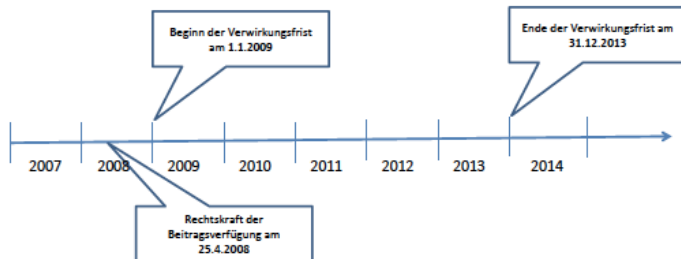 Beginn der Verwirkungsfrist
am 1.1.2009
Ende der Verwirkungsfrist am
31.12.2013
2007 2008 2009 2010 2011 2012 2013 2014
Rechtskraft der
Beitragsverfügung am
25.4.2008